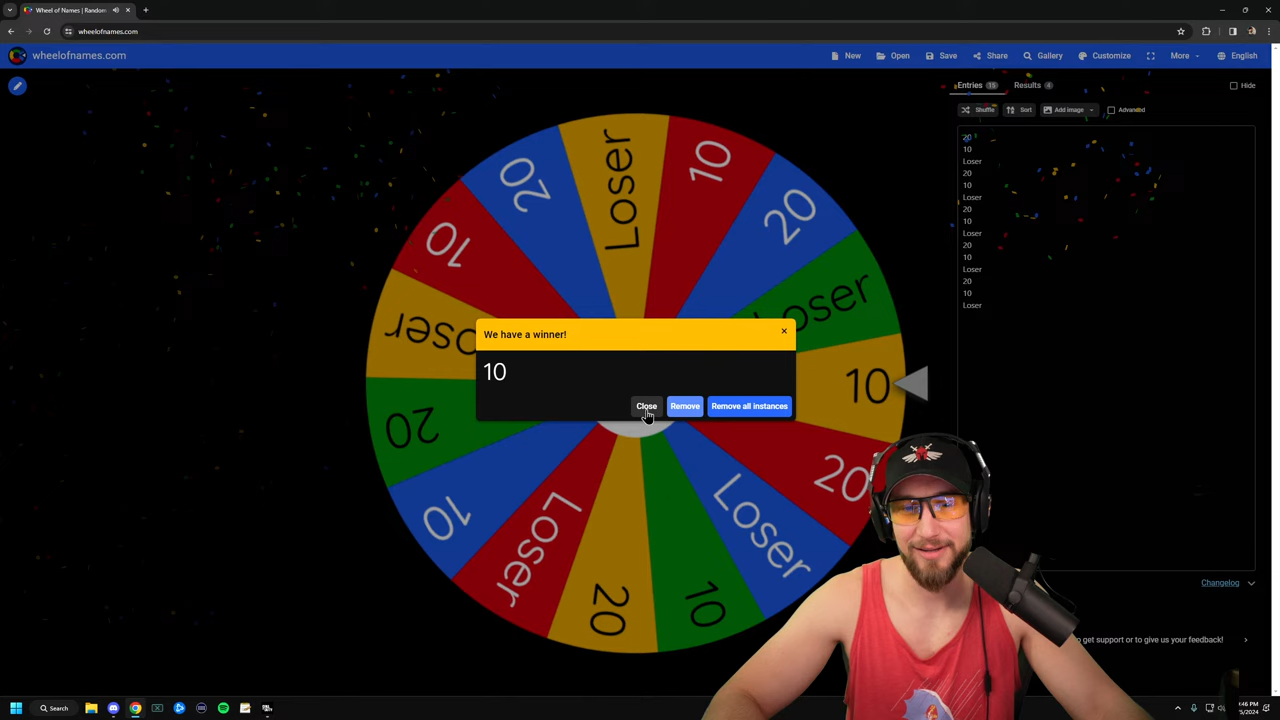 Wheel of Names | Random
wheelofnames.com
wheelofnames.com
New
Open
Save
Share
Gallery
Customize
More
English
Entries 15
Results 4
Hide
Shuffle
Sort
Add image
Advanced
20
10
Loser
20
10
Loser
20
10
Loser
20
10
Loser
20
10
Loser
Loser
10
20
Loser
10
20
Loser
10
20
Loser
10
20
Loser
10
20
We have a winner!
10
Close
Remove
Remove all instances
Changelog
get support or to give us your feedback!
Search